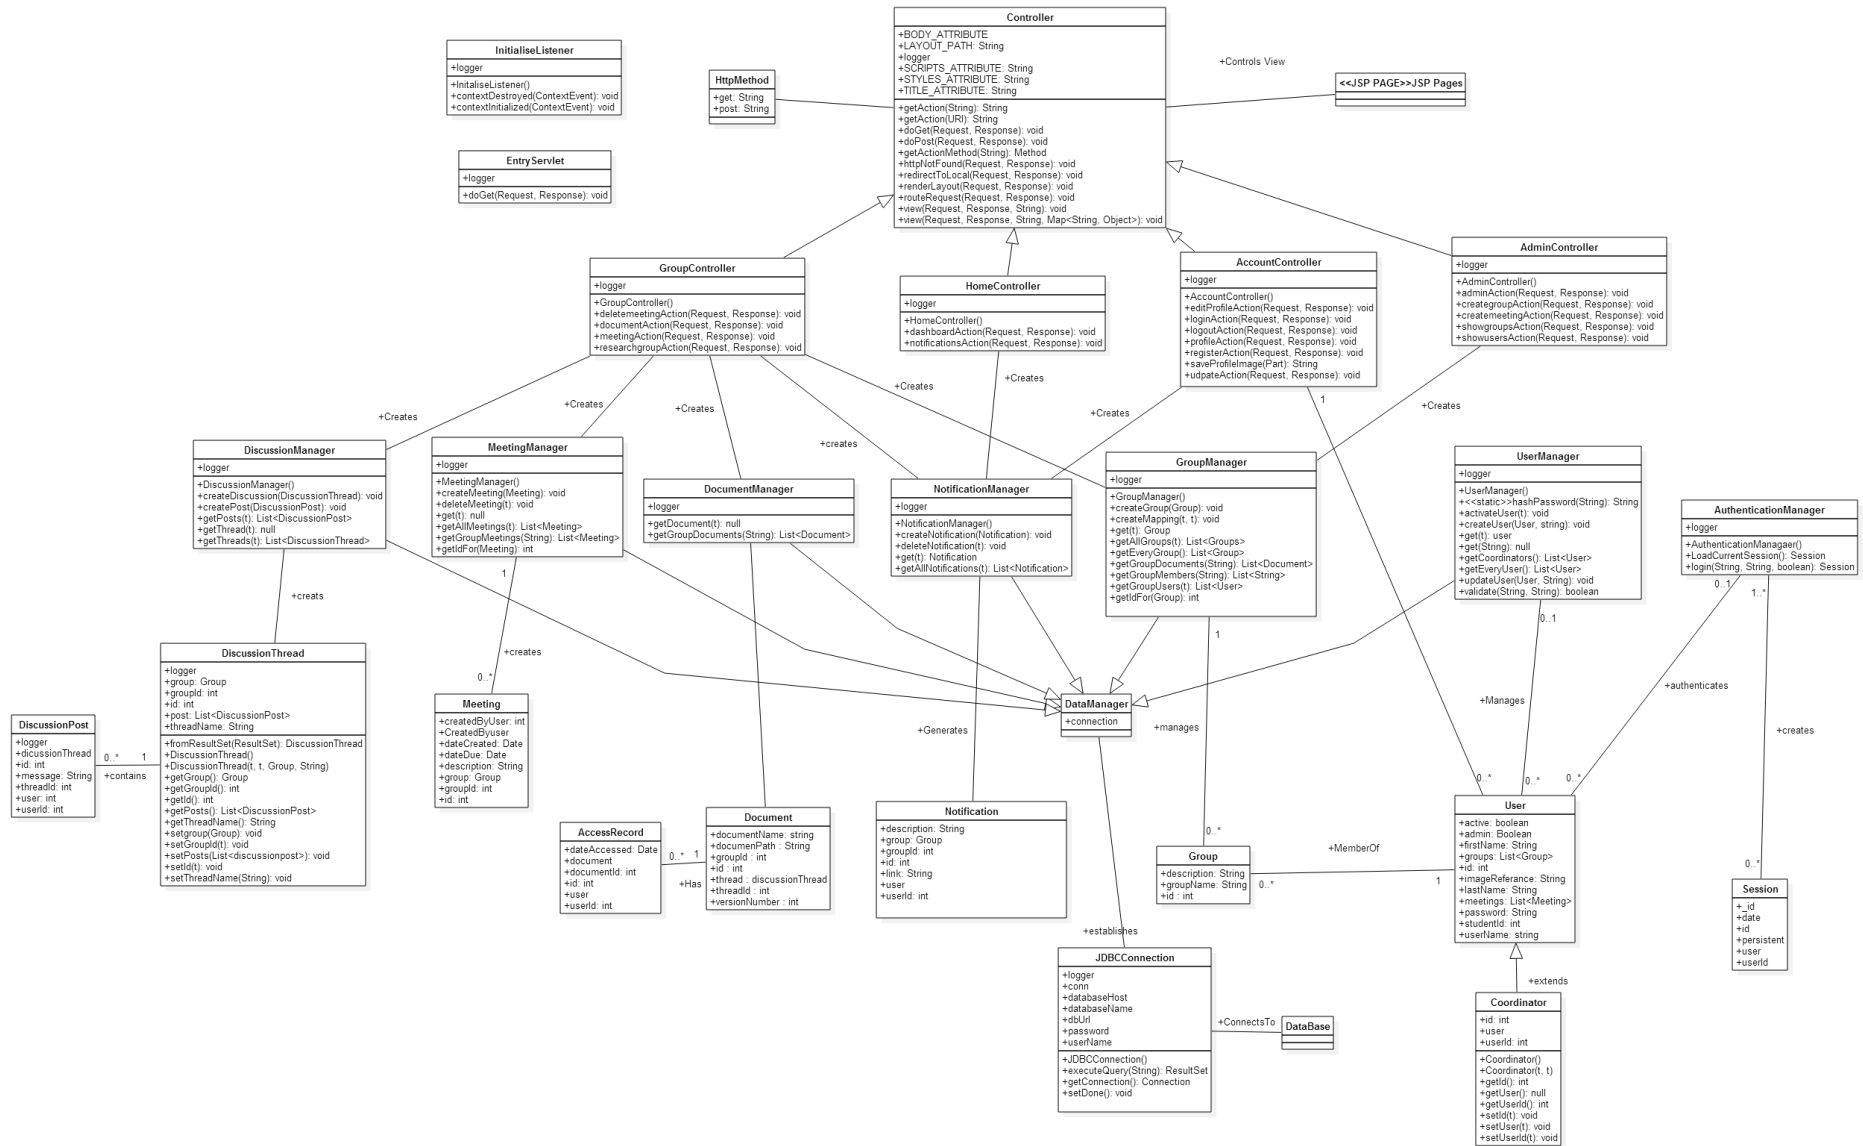 Controller
+BODY_ATTRIBUTE
+LAYOUT_PATH: String
+logger
+SCRIPTS_ATTRIBUTE: String
+STYLES_ATTRIBUTE: String
+TITLE_ATTRIBUTE: String
+getAction(String): String
+getAction(URI): String
+doGet(Request, Response): void
+doPost(Request, Response): void
+getActionMethod(String): Method
+httpNotFound(Request, Response): void
+redirectToLocal(Request, Response): void
+renderLayout(Request, Response): void
+routeRequest(Request, Response): void
+view(Request, Response, String): void
+view(Request, Response, String, Map<String, Object>): void
InitialiseListener
+logger
+InitaliseListener()
+contextDestroyed(ContextEvent): void
+contextInitialized(ContextEvent): void
HttpMethod
+get: String
+post: String
+Controls View
<<JSP PAGE>>JSP Pages
EntryServlet
+logger
+doGet(Request, Response): void
GroupController
+logger
+GroupController()
+deletemeetingAction(Request, Response): void
+documentAction(Request, Response): void
+meetingAction(Request, Response): void
+researchgroupAction(Request, Response): void
HomeController
+logger
+HomeController()
+dashboardAction(Request, Response): void
+notificationsAction(Request, Response): void
AccountController
+logger
+AccountController()
+editProfileAction(Request, Response): void
+loginAction(Request, Response): void
+logoutAction(Request, Response): void
+profileAction(Request, Response): void
+registerAction(Request, Response): void
+saveProfileImage(Part): String
+udpateAction(Request, Response): void
AdminController
+logger
+AdminController()
+adminAction(Request, Response): void
+creategroupAction(Request, Response): void
+createmeetingAction(Request, Response): void
+showgroupsAction(Request, Response): void
+showusersAction(Request, Response): void
+Creates
+Creates
+Creates
+creates
+Creates
+Creates
+Creates
+Creates
1
DiscussionManager
+logger
+DiscussionManager()
+createDiscussion(DiscussionThread): void
+createPost(DiscussionPost): void
+getPosts(t): List<DiscussionPost>
+getThread(t): null
+getThreads(t): List<DiscussionThread>
MeetingManager
+logger
+MeetingManager()
+createMeeting(Meeting): void
+deleteMeeting(t): void
+get(t): null
+getAllMeetings(t): List<Meeting>
+getGroupMeetings(String): List<Meeting>
+getIdFor(Meeting): int
DocumentManager
+logger
+getDocument(t): null
+getGroupDocuments(String): List<Document>
NotificationManager
+logger
+NotificationManager()
+createNotification(Notification): void
+deleteNotification(t): void
+get(t): Notification
+getAllNotifications(t): List<Notification>
GroupManager
+logger
+GroupManager()
+createGroup(Group): void
+createMapping(t, t): void
+get(t): Group
+getAllGroups(t): List<Groups>
+getEveryGroup(): List<Group>
+getGroupDocuments(String): List<Document>
+getGroupMembers(String): List<String>
+getGroupUsers(t): List<User>
+getIdFor(Group): int
UserManager
+logger
+UserManager()
+<<static>>hashPassword(String): String
+activateUser(t): void
+createUser(User, string): void
+get(t): user
+get(String): null
+getCoordinators(): List<User>
+getEveryUser(): List<User>
+updateUser(User, String): void
+validate(String, String): boolean
AuthenticationManager
+logger
+AuthenticationManagaer()
+LoadCurrentSession(): Session
+login(String, String, boolean): Session
+creats
1
+creates
0..*
1
0..1
0..1
1..*
+authenticates
+Manages
+manages
+creates
+Generates
DiscussionThread
+logger
+group: Group
+groupId: int
+id: int
+post: List<DiscussionPost>
+threadName: String
+fromResultSet(ResultSet): DiscussionThread
+DiscussionThread()
+DiscussionThread(t, t, Group, String)
+getGroup(): Group
+getGroupId(): int
+getId(): int
+getPosts(): List<DiscussionPost>
+getThreadName(): String
+setgroup(Group): void
+setGroupId(t): void
+setPosts(List<discussionpost>): void
+setId(t): void
+setThreadName(String): void
DiscussionPost
+logger
+dicussionThread
+id: int
+message: String
+threadId: int
+user: int
+userId: int
0..*
1
+contains
Meeting
+createdByUser: int
+CreatedByuser
+dateCreated: Date
+dateDue: Date
+description: String
+group: Group
+groupId: int
+id: int
DataManager
+connection
AccessRecord
+dateAccessed: Date
+document
+documentId: int
+id: int
+user
+userId: int
0..*
1
+Has
Document
+documentName: string
+documenPath : String
+groupId : int
+id : int
+thread : discussionThread
+threadId : int
+versionNumber : int
Notification
+description: String
+group: Group
+groupId: int
+id: int
+link: String
+user
+userId: int
0..*
Group
+description: String
+groupName: String
+id : int
+MemberOf
0..*
1
0..*
0..*
0..*
User
+active: boolean
+admin: Boolean
+firstName: String
+groups: List<Group>
+id: int
+imageReferance: String
+lastName: String
+meetings: List<Meeting>
+password: String
+studentId: int
+userName: string
0..*
Session
+_id
+date
+id
+persistent
+user
+userId
+establishes
JDBCConnection
+logger
+conn
+databaseHost
+databaseName
+dbUrl
+password
+userName
+JDBCConnection()
+executeQuery(String): ResultSet
+getConnection(): Connection
+setDone(): void
+ConnectsTo
DataBase
+extends
Coordinator
+id: int
+user
+userId: int
+Coordinator()
+Coordinator(t, t)
+getId(): int
+getUser(): null
+getUserId(): int
+setId(t): void
+setUser(t): void
+setUserId(t): void